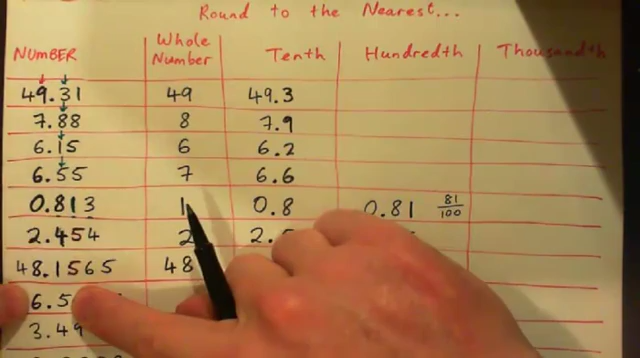 Round to the Nearest...
NUMBER Whole Number Tenth Hundredth Thousandth
49.31 49 49.3
7.88 8 7.9
6.15 6 6.2
6.55 7 6.6
0.813 1 0.8 0.81 81/100
2.454 2 2.
48.1565 48
6.5
3.49